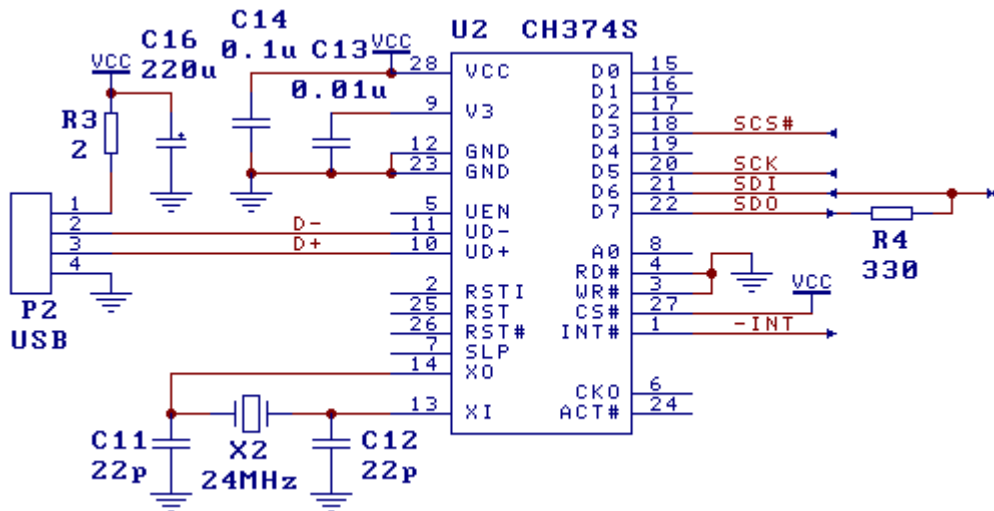 U2 CH374S
C14
0.1u
C13
0.01u
VCC
C16
220u
VCC
R3
2
28 VCC
9 V3
12 GND
23 GND
5 UEN
11 UD-
10 UD+
2 RSTI
25 RST
26 RST#
7 SLP
14 XO
13 XI
D0 15
D1 16
D2 17
D3 18 SCS#
D4 19
D5 20 SCK
D6 21 SDI
D7 22 SDO
A0 8
RD# 4
WR# 3
CS# 27
INT# 1 -INT
CKO 6
ACT# 24
R4
330
VCC
1
2 D-
3 D+
4
P2
USB
C11
22p
X2
24MHz
C12
22p